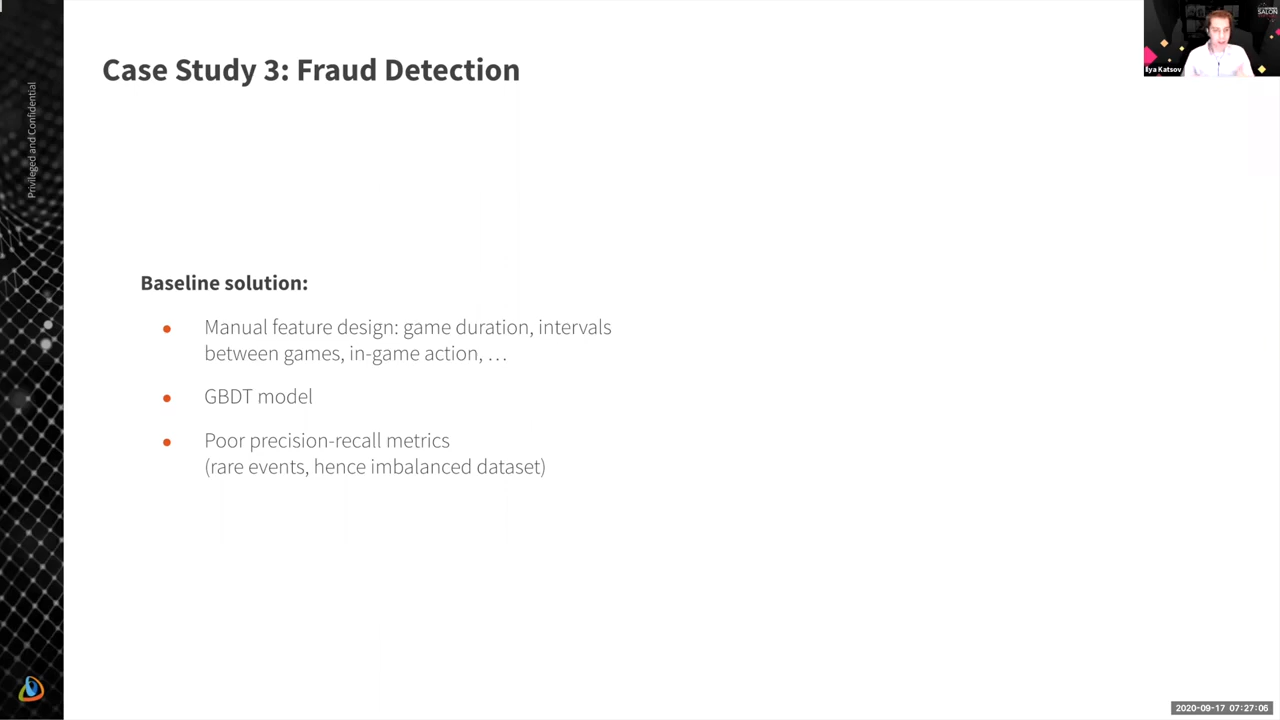 Case Study 3: Fraud Detection
Privileged and Confidential
SALON
Ilya Katsov
Baseline solution:
Manual feature design: game duration, intervals
between games, in-game action, …
GBDT model
Poor precision-recall metrics
(rare events, hence imbalanced dataset)
2020-09-17 07:27:06